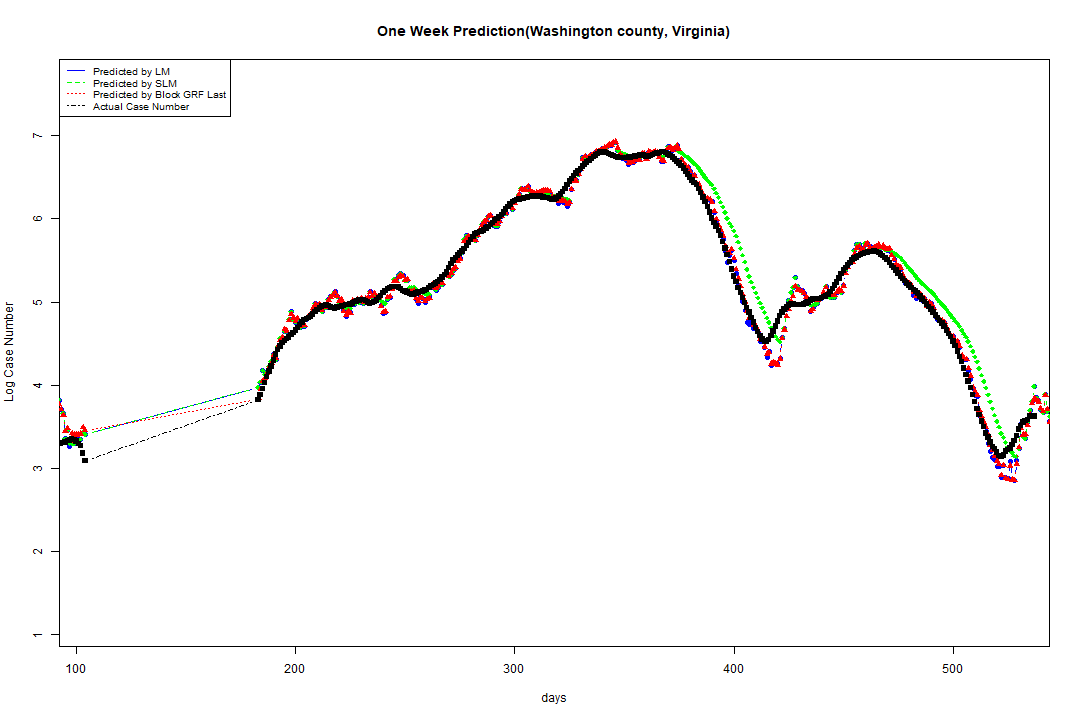 One Week Prediction(Washington county, Virginia)
Predicted by LM
Predicted by SLM
Predicted by Block GRF Last
Actual Case Number
7
6
5
4
3
2
1
Log Case Number
100 200 300 400 500
days